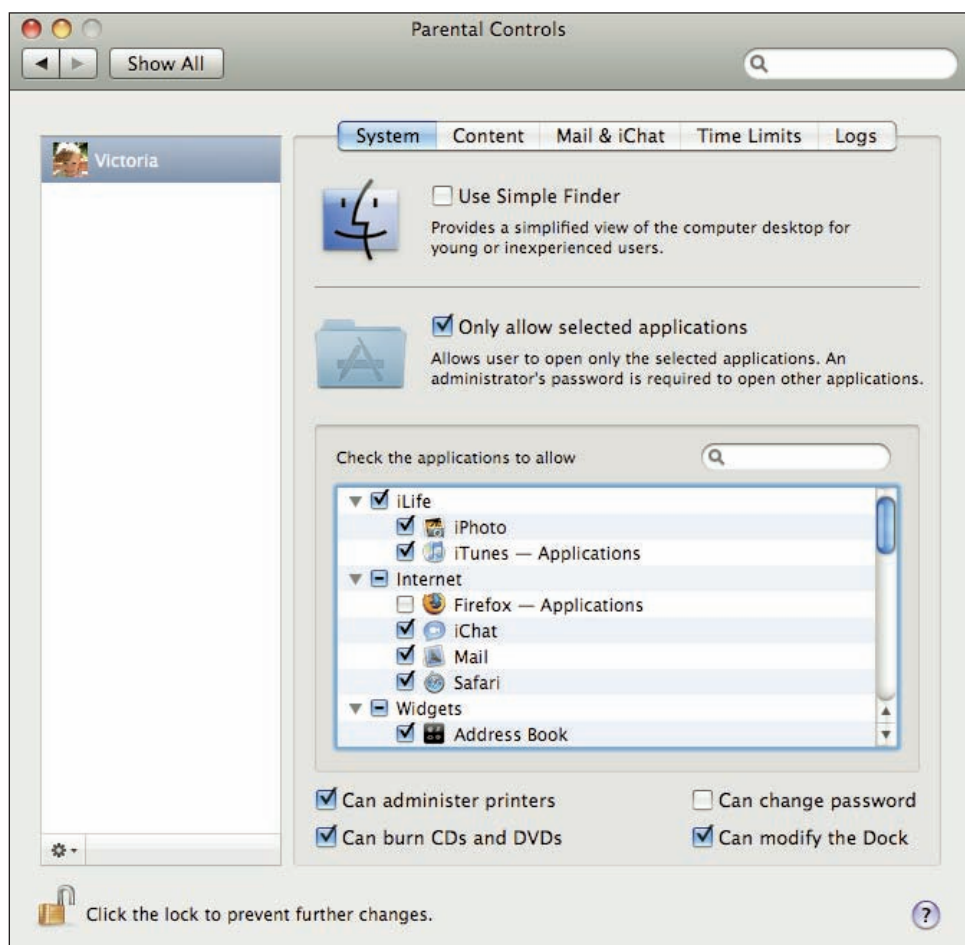 Parental Controls
Show All
System Content Mail & iChat Time Limits Logs
Victoria
Use Simple Finder
Provides a simplified view of the computer desktop for
young or inexperienced users.
Only allow selected applications
Allows user to open only the selected applications. An
administrator's password is required to open other applications.
Check the applications to allow
iLife
iPhoto
iTunes — Applications
Internet
Firefox — Applications
iChat
Mail
Safari
Widgets
Address Book
Can administer printers Can change password
Can burn CDs and DVDs Can modify the Dock
Click the lock to prevent further changes. ?